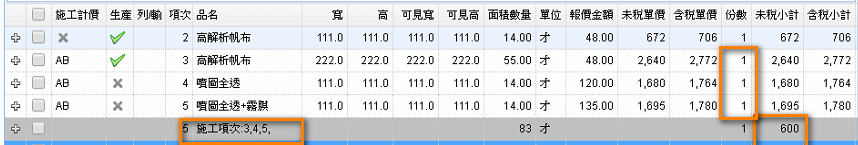 施工計價 生產 列/輸 項次 品名 寬 高 可見寬 可見高 面積數量 單位 報價金額 未稅單價 含稅單價 份數 未稅小計 含稅小計
2 高解析帆布 111.0 111.0 111.0 111.0 14.00 才 48.00 672 706 1 672 706
AB 3 高解析帆布 222.0 222.0 222.0 222.0 55.00 才 48.00 2,640 2,772 1 2,640 2,772
AB 4 噴圖全透 111.0 111.0 111.0 111.0 14.00 才 120.00 1,680 1,764 1 1,680 1,764
AB 5 噴圖全透+霧膜 111.0 111.0 111.0 111.0 14.00 才 135.00 1,695 1,780 1 1,695 1,780
5 施工項次:3,4,5, 83 才 1 600